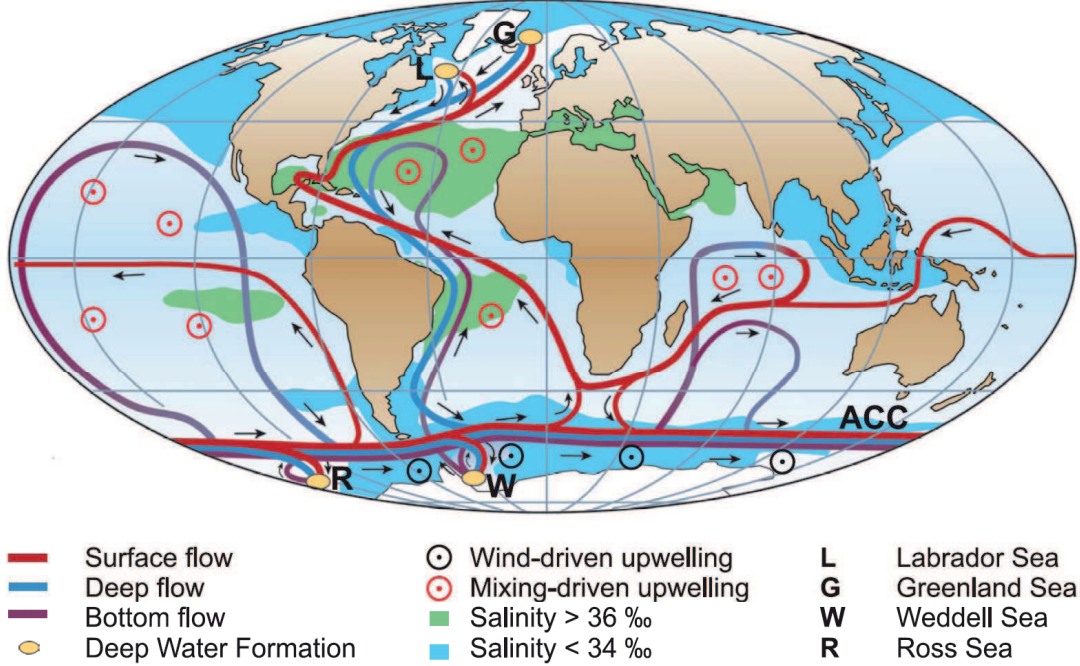 G
L
ACC
R
W
Surface flow
Deep flow
Bottom flow
Deep Water Formation
Wind-driven upwelling
Mixing-driven upwelling
Salinity > 36 ‰
Salinity < 34 ‰
L Labrador Sea
G Greenland Sea
W Weddell Sea
R Ross Sea